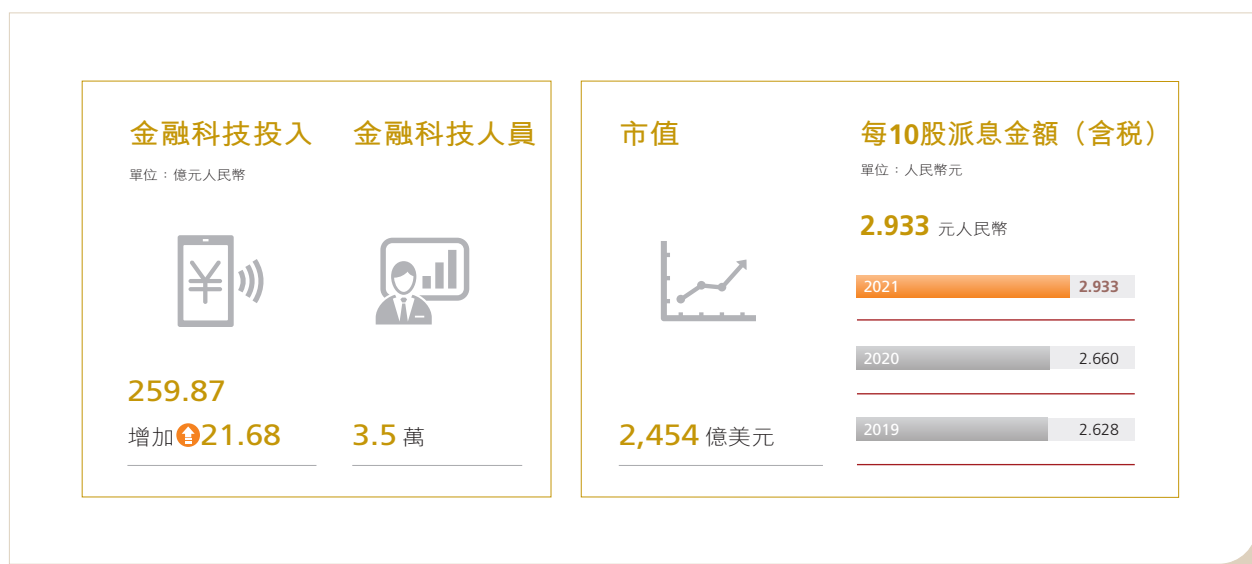 金融科技投入
單位：億元人民幣
259.87
增加 21.68
金融科技人員
3.5 萬
市值
2,454 億美元
每10股派息金額（含税）
單位：人民幣元
2.933 元人民幣
2021 2.933
2020 2.660
2019 2.628